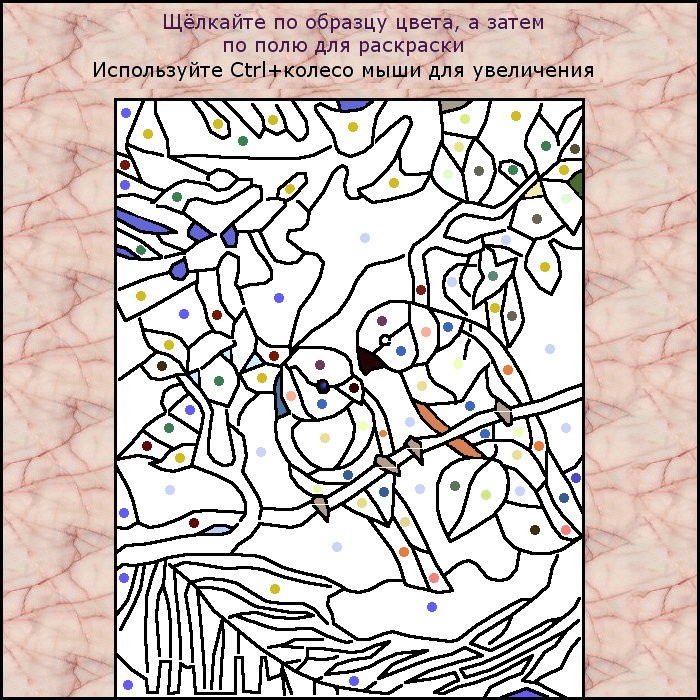 Щёлкайте по образцу цвета, а затем
по полю для раскраски
Используйте Ctrl+колесо мыши для увеличения